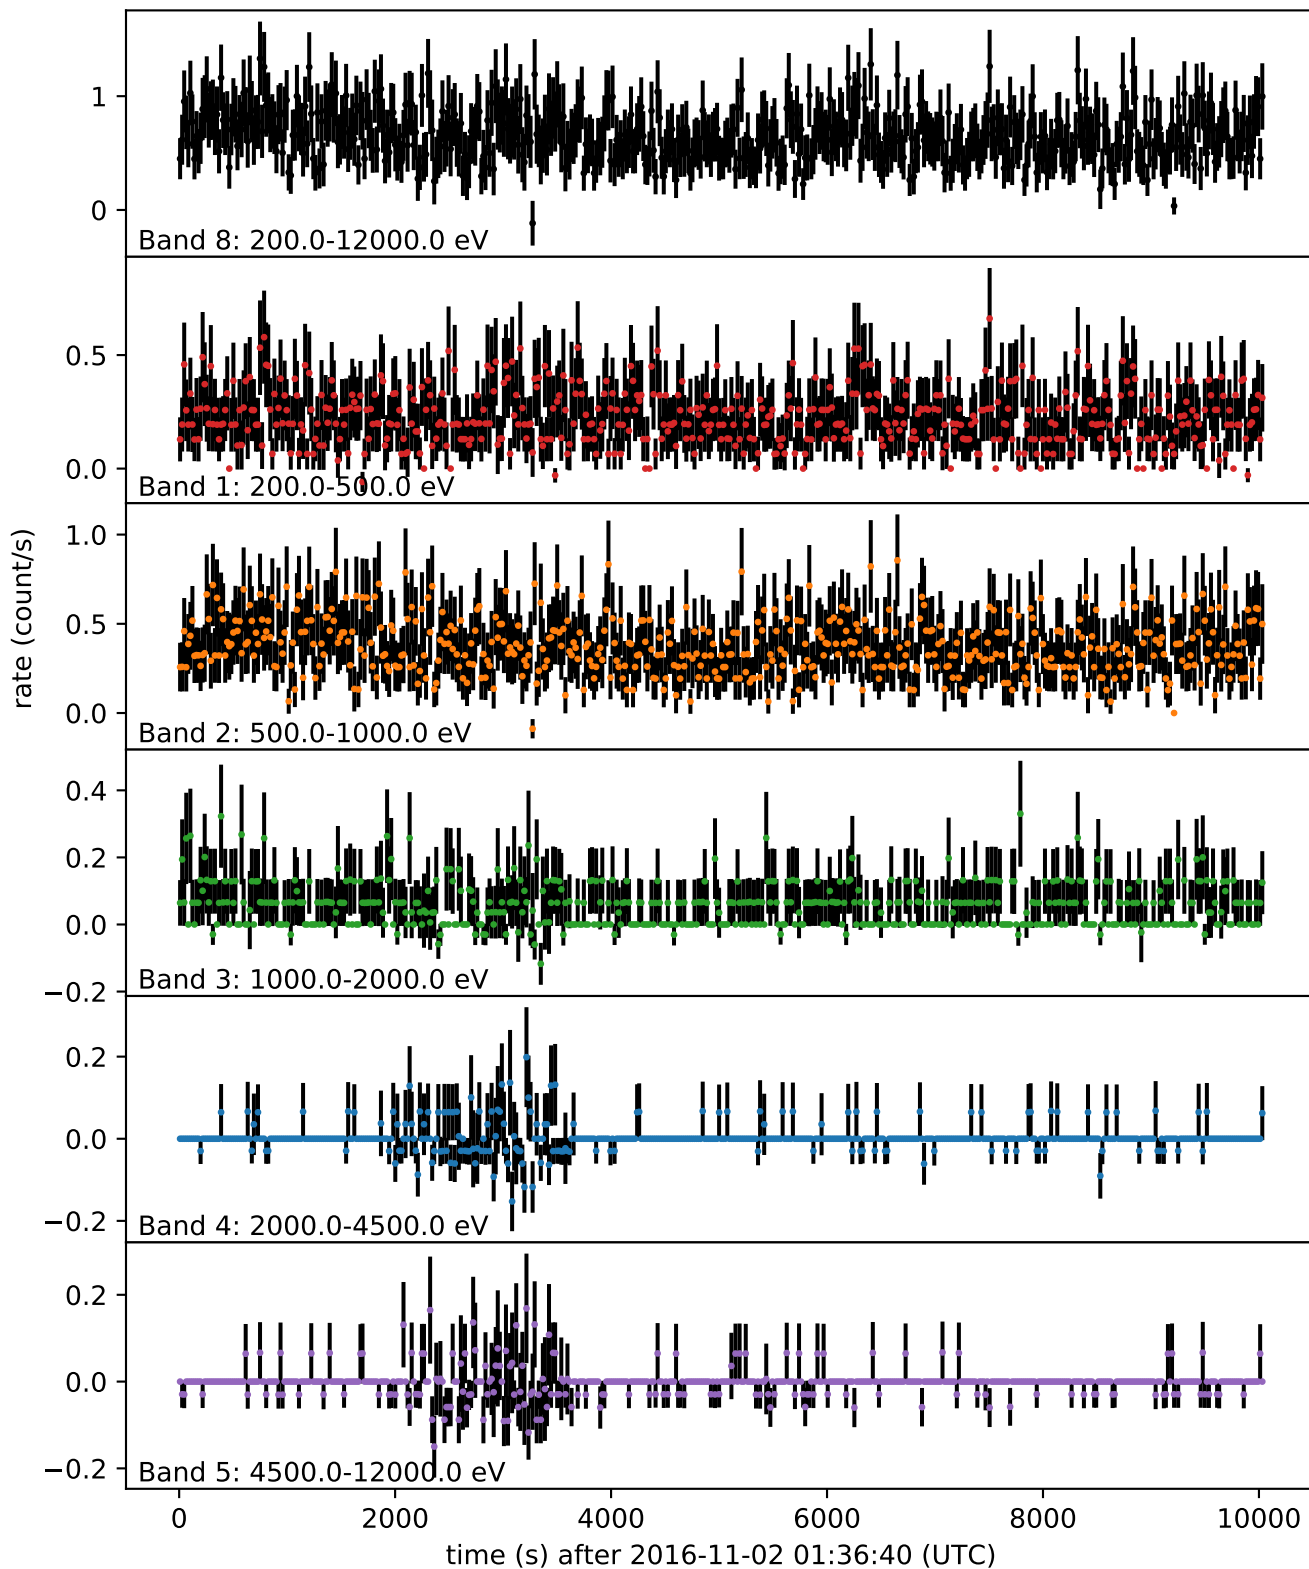 1
0
Band 8: 200.0-12000.0 eV
0.5
0.0
Band 1: 200.0-500.0 eV
rate (count/s)
1.0
0.5
0.0
Band 2: 500.0-1000.0 eV
0.4
0.2
0.0
−0.2
Band 3: 1000.0-2000.0 eV
0.2
0.0
−0.2
Band 4: 2000.0-4500.0 eV
0.2
0.0
−0.2
Band 5: 4500.0-12000.0 eV
0 2000 4000 6000 8000 10000
time (s) after 2016-11-02 01:36:40 (UTC)